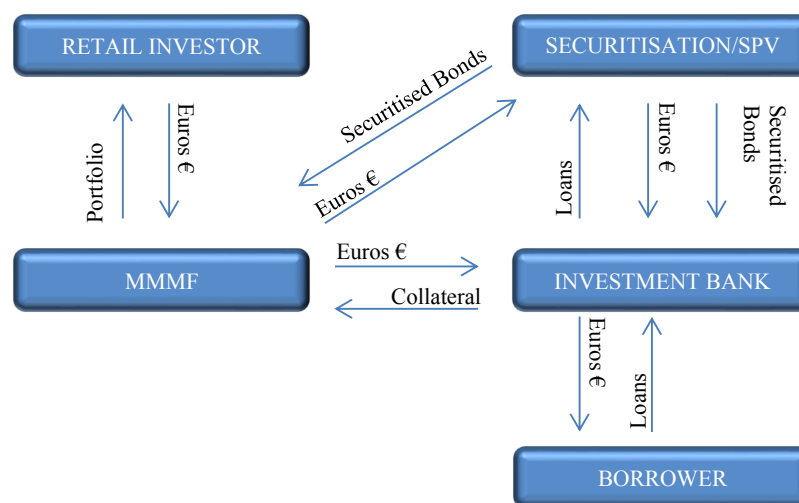 RETAIL INVESTOR
SECURITISATION/SPV
Securitised Bonds
Euros €
Portfolio
Euros €
Loans
Euros €
Securitised
Bonds
Euros €
MMMF
Collateral
INVESTMENT BANK
Euros €
Loans
BORROWER